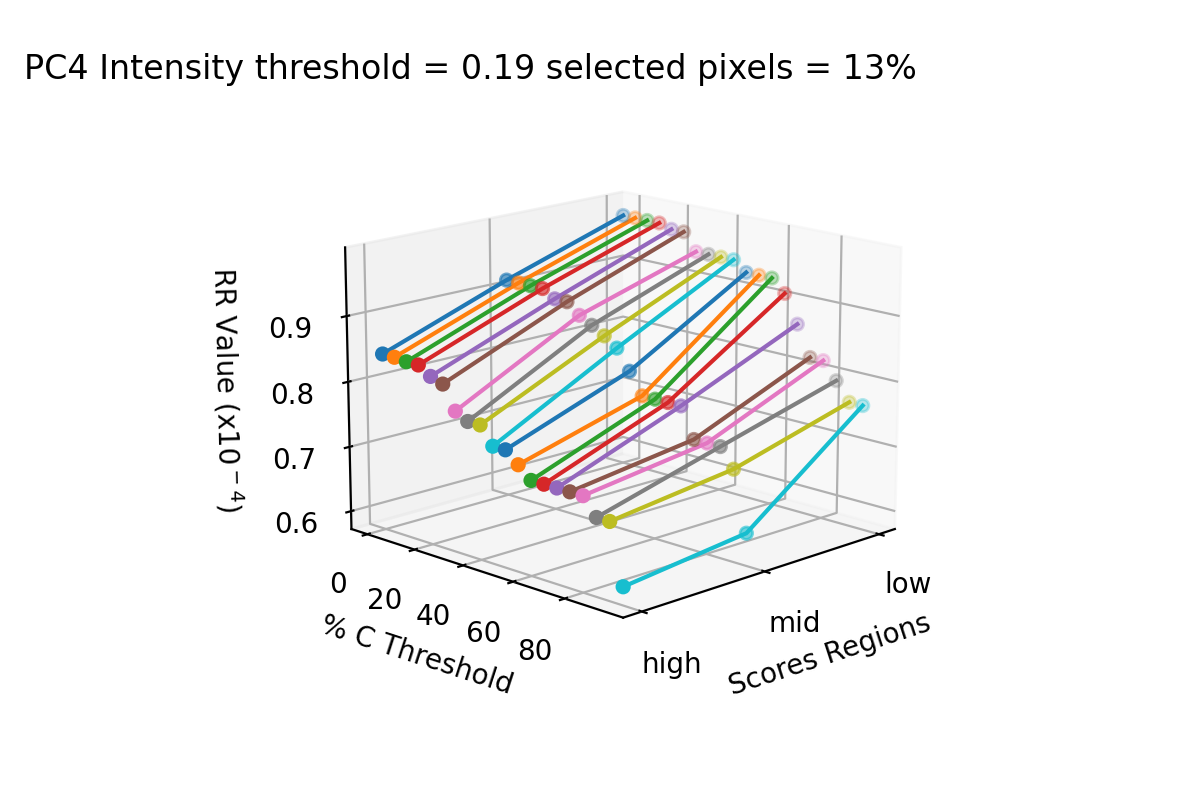 PC4 Intensity threshold = 0.19 selected pixels = 13%
RR Value (x10⁻⁴)
0.9
0.8
0.7
0.6
0
20
40
60
80
% C Threshold
high
mid
low
Scores Regions